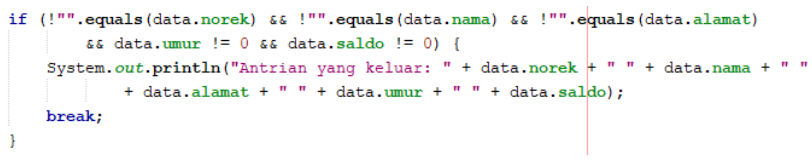 if (!"".equals(data.norek) && !"".equals(data.nama) && !"".equals(data.alamat)
&& data.umur != 0 && data.saldo != 0) {
System.out.println("Antrian yang keluar: " + data.norek + " " + data.nama + " "
+ data.alamat + " " + data.umur + " " + data.saldo);
break;
}